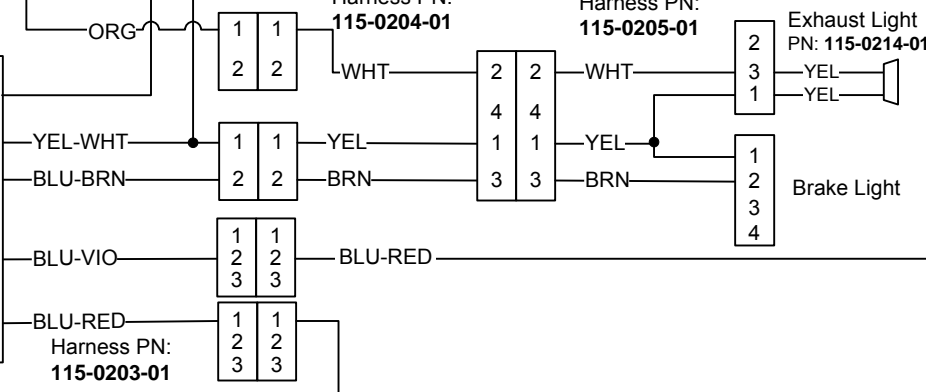 Harness PN:
115-0204-01
Harness PN:
115-0205-01
Exhaust Light
PN: 115-0214-01
ORG
1 1
2 2
WHT
2 2
4 4
1 1
3 3
WHT
2
3
1
YEL
YEL
YEL-WHT
BLU-BRN
1 1
2 2
YEL
BRN
YEL
BRN
1
2
3
4
Brake Light
BLU-VIO
1 1
2 2
3 3
BLU-RED
BLU-RED
1 1
2 2
3 3
Harness PN:
115-0203-01